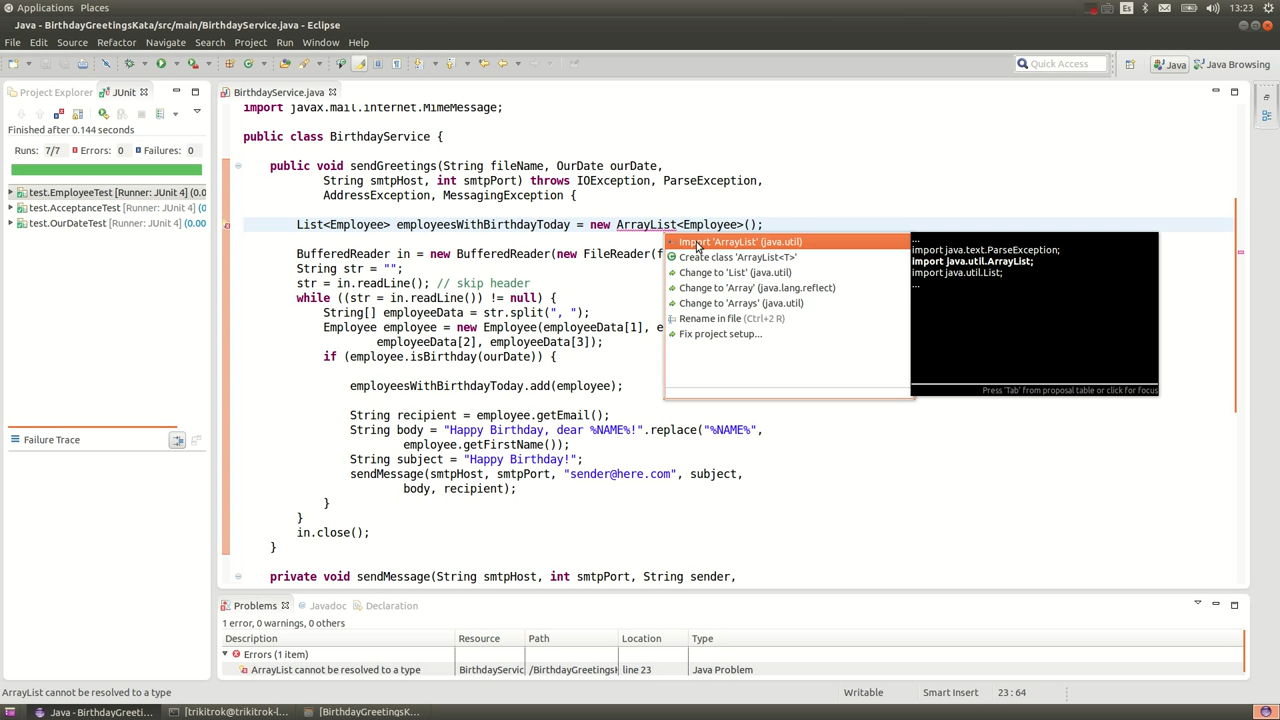 Applications Places
Es
13:23
Java - BirthdayGreetingsKata/src/main/BirthdayService.java - Eclipse
File Edit Source Refactor Navigate Search Project Run Window Help
Quick Access
Java
Java Browsing
Project Explorer
JUnit
Finished after 0.144 seconds
Runs: 7/7 Errors: 0 Failures: 0
test.EmployeeTest [Runner: JUnit 4] (0.0
test.AcceptanceTest [Runner: JUnit 4] (0
test.OurDateTest [Runner: JUnit 4] (0.00
Failure Trace
BirthdayService.java
import javax.mail.internet.MimeMessage;
public class BirthdayService {
public void sendGreetings(String fileName, OurDate ourDate,
String smtpHost, int smtpPort) throws IOException, ParseException,
AddressException, MessagingException {
List<Employee> employeesWithBirthdayToday = new ArrayList<Employee>();
BufferedReader in = new BufferedReader(new FileReader(f
String str = "";
str = in.readLine(); // skip header
while ((str = in.readLine()) != null) {
String[] employeeData = str.split(", ");
Employee employee = new Employee(employeeData[1], e
employeeData[2], employeeData[3]);
if (employee.isBirthday(ourDate)) {
employeesWithBirthdayToday.add(employee);
String recipient = employee.getEmail();
String body = "Happy Birthday, dear %NAME%!".replace("%NAME%",
employee.getFirstName());
String subject = "Happy Birthday!";
sendMessage(smtpHost, smtpPort, "sender@here.com", subject,
body, recipient);
}
}
in.close();
}
private void sendMessage(String smtpHost, int smtpPort, String sender,
Import 'ArrayList' (java.util)
Create class 'ArrayList<T>'
Change to 'List' (java.util)
Change to 'Array' (java.lang.reflect)
Change to 'Arrays' (java.util)
Rename in file (Ctrl+2 R)
Fix project setup...
...
import java.text.ParseException;
import java.util.ArrayList;
import java.util.List;
...
Press 'Tab' from proposal table or click for focus
Problems Javadoc Declaration
1 error, 0 warnings, 0 others
Description Resource Path Location Type
Errors (1 item)
ArrayList cannot be resolved to a type BirthdayServic /BirthdayGreetingsK line 23 Java Problem
ArrayList cannot be resolved to a type
Writable Smart Insert 23 : 64
Java - BirthdayGreeti... [trikitrok@trikitrok-l... [BirthdayGreetingsK...